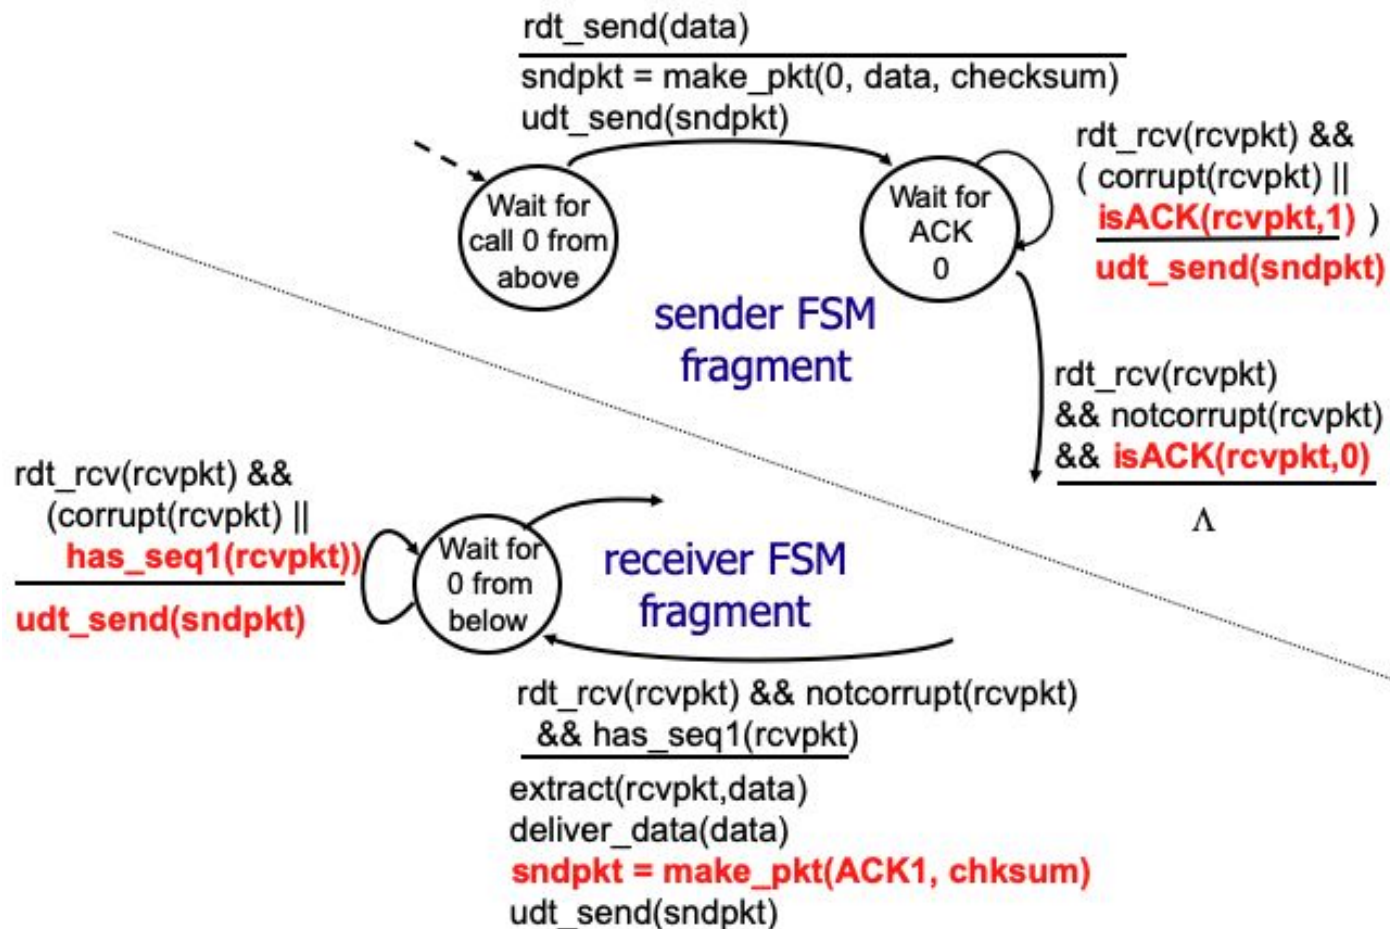 rdt_send(data)
sndpkt = make_pkt(0, data, checksum)
udt_send(sndpkt)
Wait for
call 0 from
above
Wait for
ACK
0
rdt_rcv(rcvpkt) &&
( corrupt(rcvpkt) ||
isACK(rcvpkt,1) )
udt_send(sndpkt)
sender FSM
fragment
rdt_rcv(rcvpkt)
&& notcorrupt(rcvpkt)
&& isACK(rcvpkt,0)
Λ
rdt_rcv(rcvpkt) &&
(corrupt(rcvpkt) ||
has_seq1(rcvpkt))
udt_send(sndpkt)
Wait for
0 from
below
receiver FSM
fragment
rdt_rcv(rcvpkt) && notcorrupt(rcvpkt)
&& has_seq1(rcvpkt)
extract(rcvpkt,data)
deliver_data(data)
sndpkt = make_pkt(ACK1, chksum)
udt_send(sndpkt)